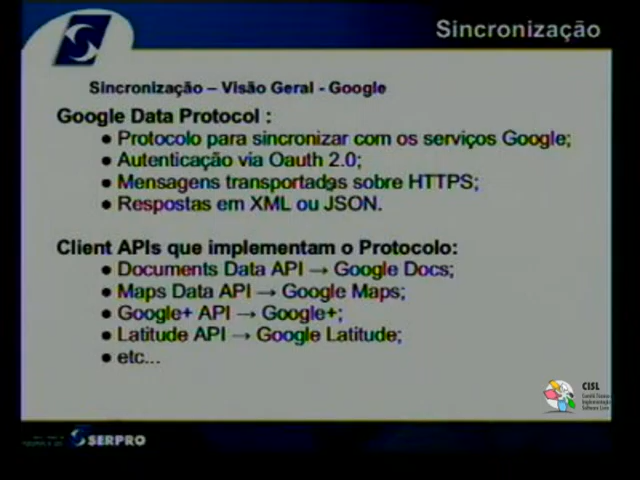 Sincronização
Sincronização – Visão Geral - Google
Google Data Protocol :
● Protocolo para sincronizar com os serviços Google;
● Autenticação via Oauth 2.0;
● Mensagens transportadas sobre HTTPS;
● Respostas em XML ou JSON.
Client APIs que implementam o Protocolo:
● Documents Data API → Google Docs;
● Maps Data API → Google Maps;
● Google+ API → Google+;
● Latitude API → Google Latitude;
● etc...
CISL
SERPRO